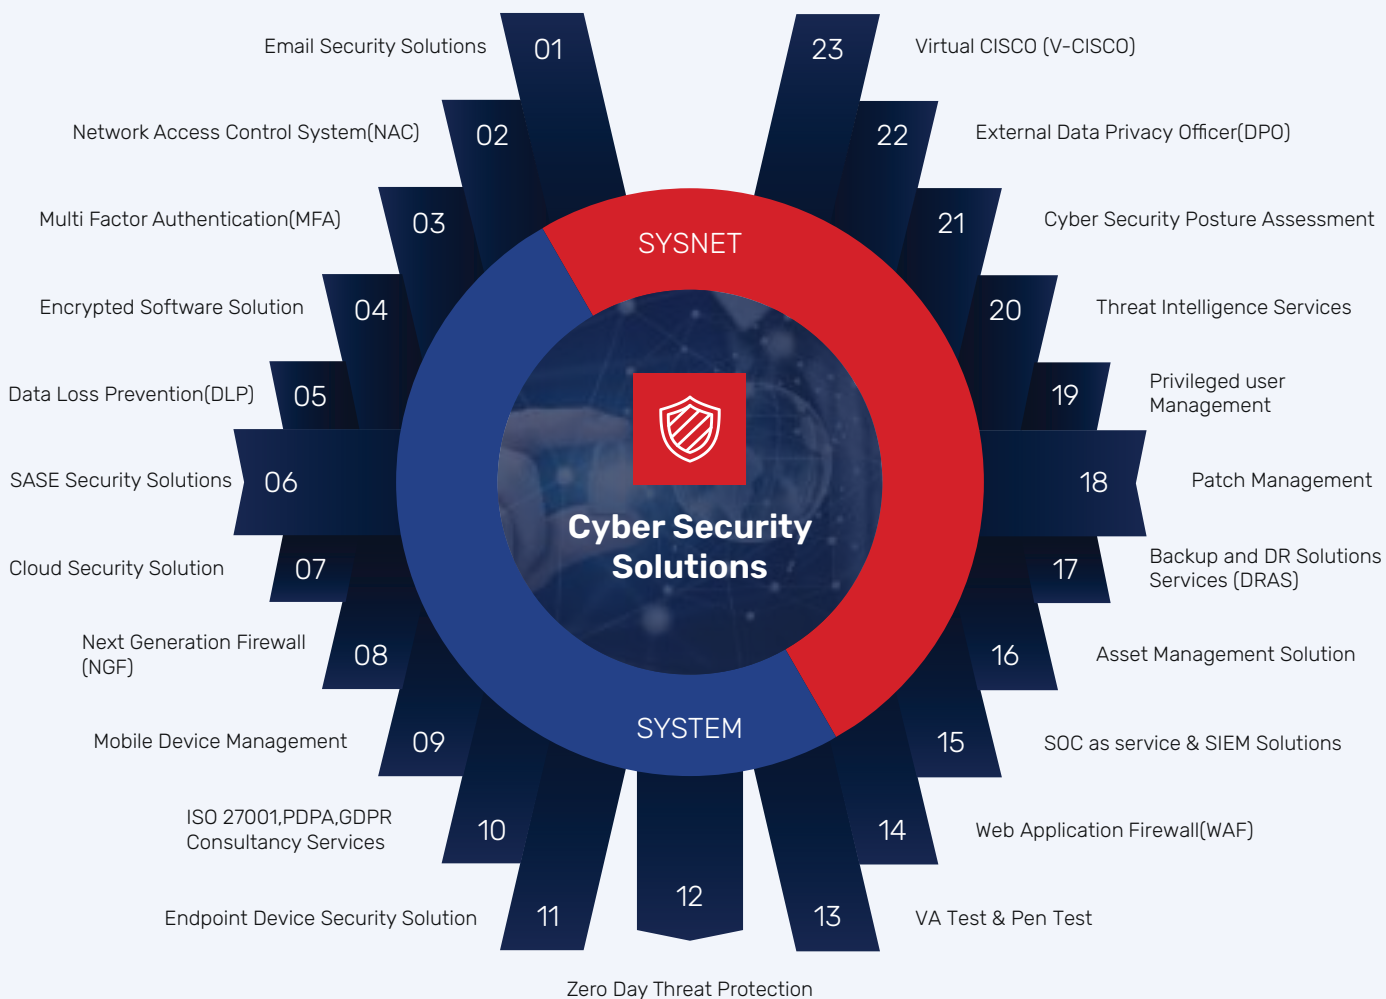 Email Security Solutions
01
Network Access Control System(NAC)
02
Multi Factor Authentication(MFA)
03
Encrypted Software Solution
04
Data Loss Prevention(DLP)
05
SASE Security Solutions
06
Cloud Security Solution
07
Next Generation Firewall
(NGF)
08
Mobile Device Management
09
ISO 27001,PDPA,GDPR
Consultancy Services
10
Endpoint Device Security Solution
11
12
Zero Day Threat Protection
13
VA Test & Pen Test
14
Web Application Firewall(WAF)
15
SOC as service & SIEM Solutions
16
Asset Management Solution
17
Backup and DR Solutions
Services (DRAS)
18
Patch Management
19
Privileged user
Management
20
Threat Intelligence Services
21
Cyber Security Posture Assessment
22
External Data Privacy Officer(DPO)
23
Virtual CISCO (V-CISCO)
SYSNET
Cyber Security
Solutions
SYSTEM